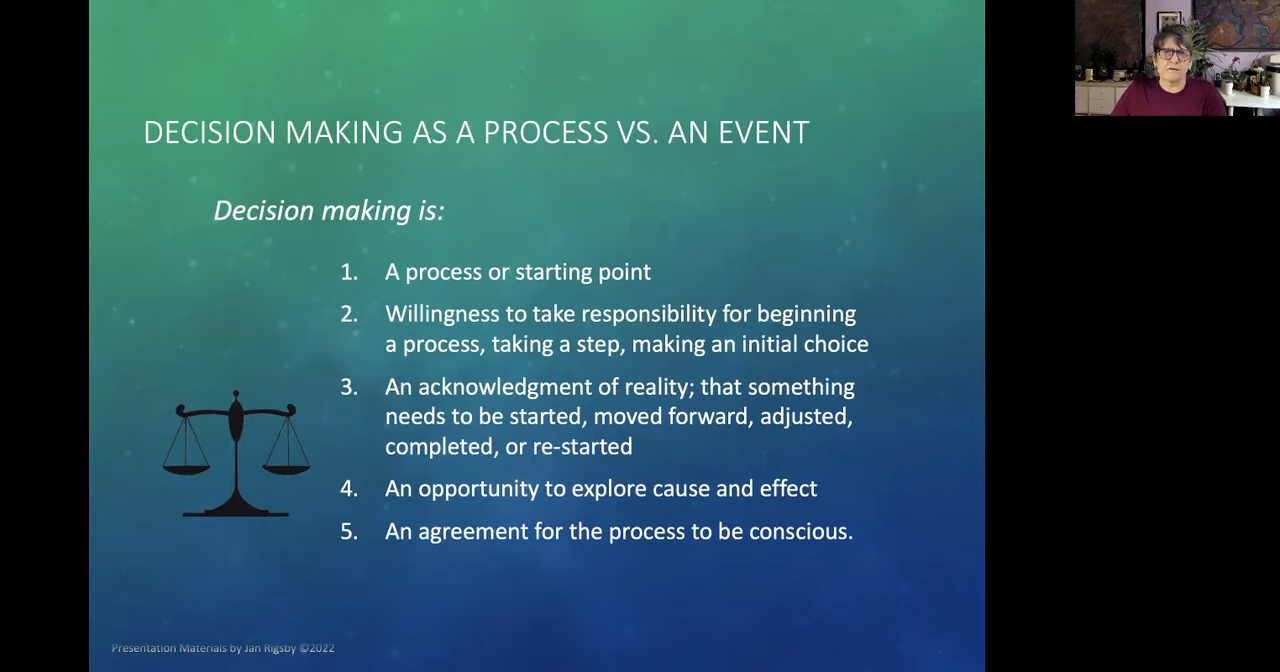 DECISION MAKING AS A PROCESS VS. AN EVENT
Decision making is:
1. A process or starting point
2. Willingness to take responsibility for beginning
a process, taking a step, making an initial choice
3. An acknowledgment of reality; that something
needs to be started, moved forward, adjusted,
completed, or re-started
4. An opportunity to explore cause and effect
5. An agreement for the process to be conscious.
Presentation Materials by Jan Rigsby ©2022